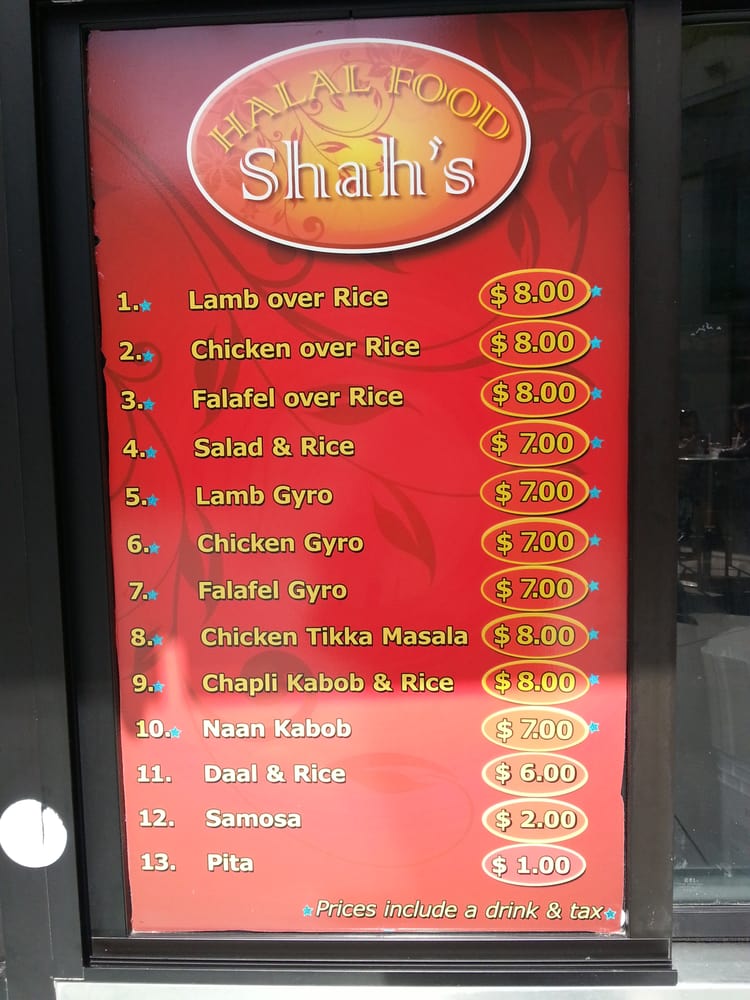 HALAL FOOD
Shah's
1.★ Lamb over Rice $ 8.00 ★
2.★ Chicken over Rice $ 8.00 ★
3.★ Falafel over Rice $ 8.00 ★
4.★ Salad & Rice $ 7.00 ★
5.★ Lamb Gyro $ 7.00 ★
6.★ Chicken Gyro $ 7.00 ★
7.★ Falafel Gyro $ 7.00 ★
8.★ Chicken Tikka Masala $ 8.00 ★
9.★ Chapli Kabob & Rice $ 8.00 ★
10.★ Naan Kabob $ 7.00 ★
11. Daal & Rice $ 6.00
12. Samosa $ 2.00
13. Pita $ 1.00
★Prices include a drink & tax★